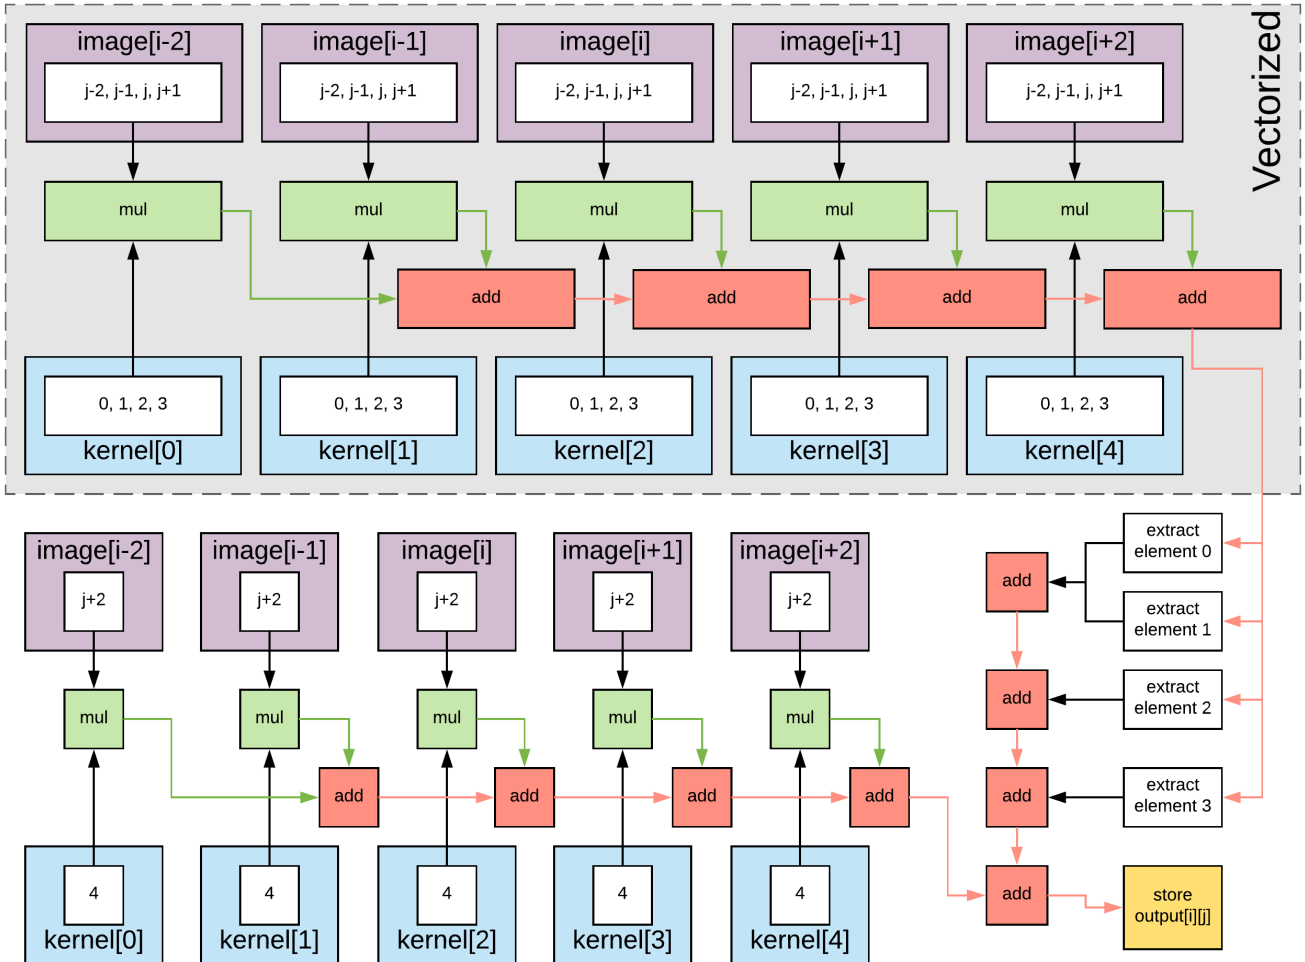 image[i-2]
image[i-1]
image[i]
image[i+1]
image[i+2]
Vectorized
j-2, j-1, j, j+1
j-2, j-1, j, j+1
j-2, j-1, j, j+1
j-2, j-1, j, j+1
j-2, j-1, j, j+1
mul
mul
mul
mul
mul
add
add
add
add
0, 1, 2, 3
0, 1, 2, 3
0, 1, 2, 3
0, 1, 2, 3
0, 1, 2, 3
kernel[0]
kernel[1]
kernel[2]
kernel[3]
kernel[4]
image[i-2]
image[i-1]
image[i]
image[i+1]
image[i+2]
j+2
j+2
j+2
j+2
j+2
mul
mul
mul
mul
mul
add
add
add
add
4
4
4
4
4
kernel[0]
kernel[1]
kernel[2]
kernel[3]
kernel[4]
extract
element 0
add
extract
element 1
add
extract
element 2
add
extract
element 3
add
store
output[i][j]